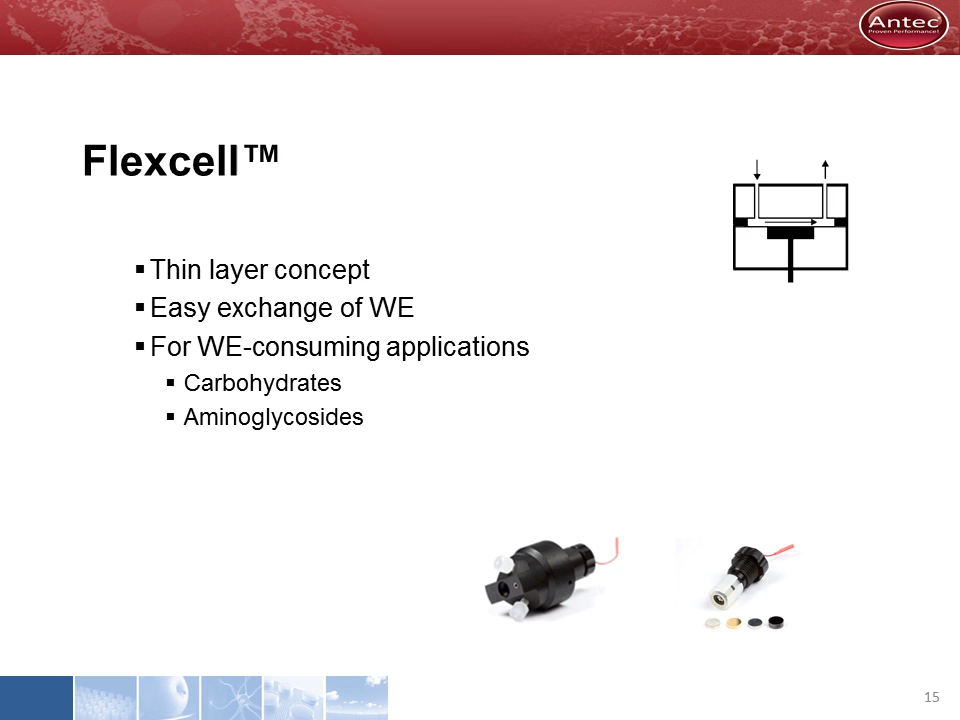 Antec
Proven Performance!
Flexcell™
▪ Thin layer concept
▪ Easy exchange of WE
▪ For WE-consuming applications
▪ Carbohydrates
▪ Aminoglycosides
15